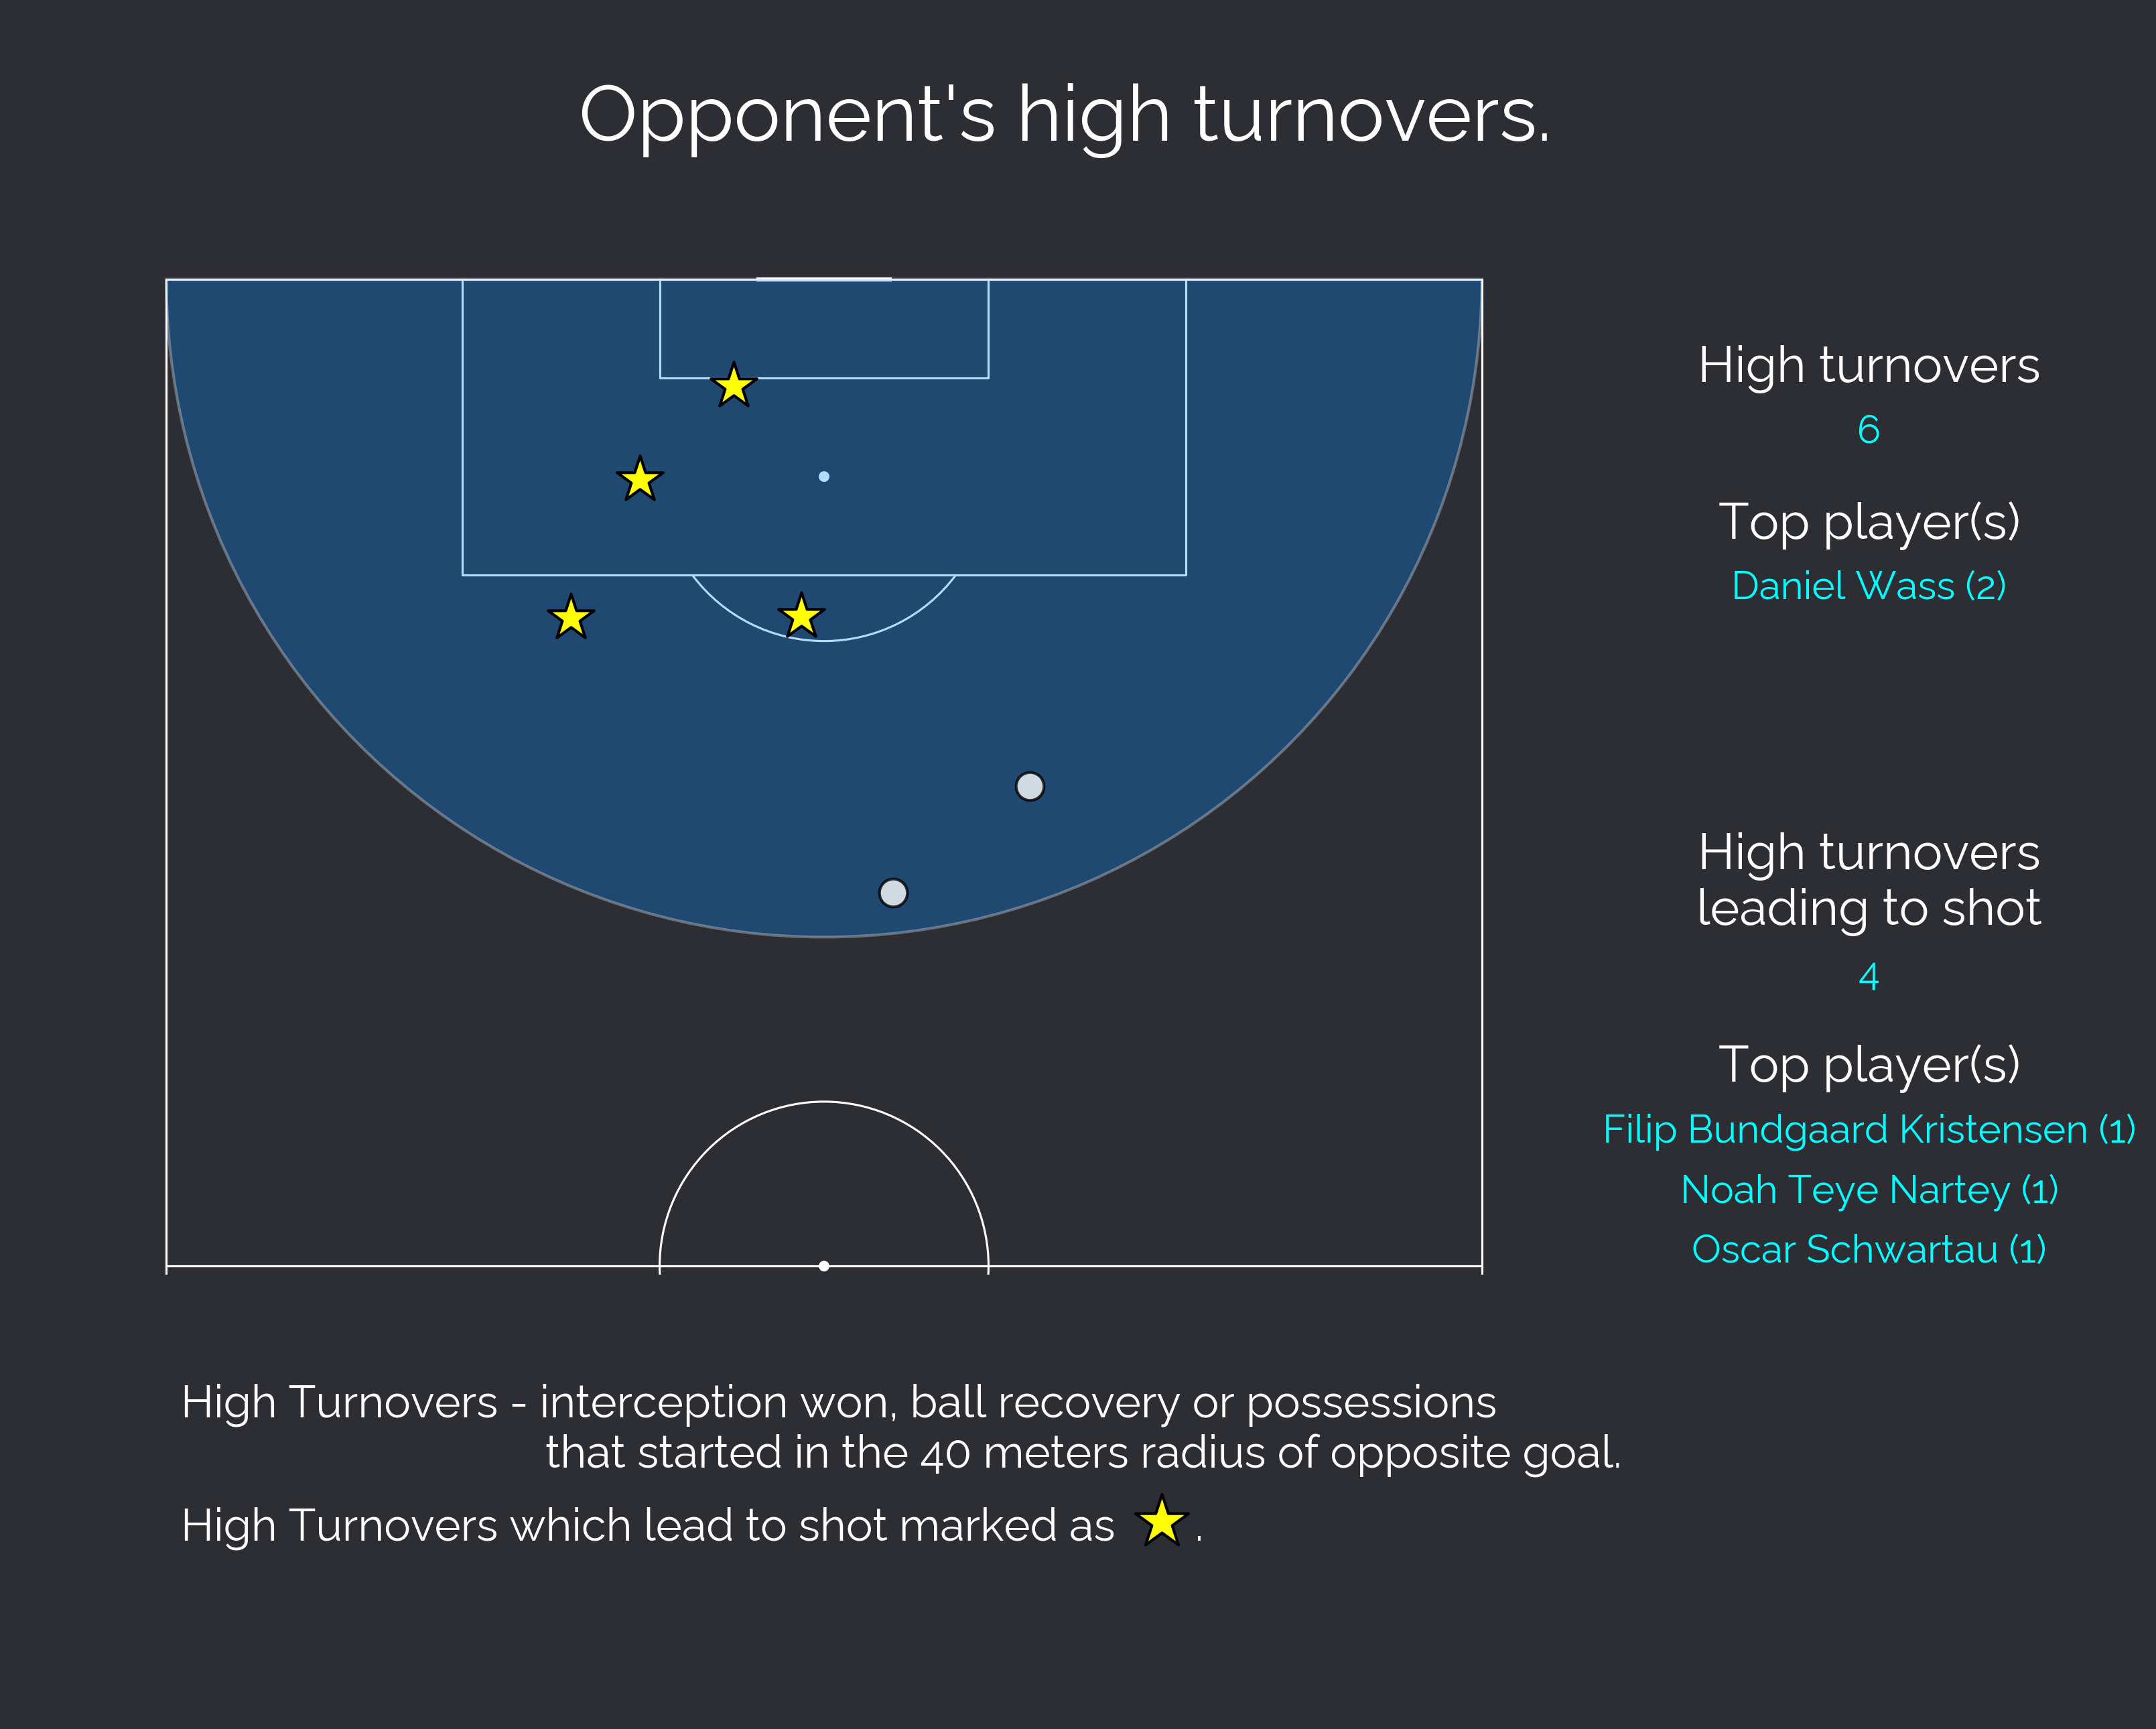 Opponent's high turnovers.
High turnovers
6
Top player(s)
Daniel Wass (2)
High turnovers
leading to shot
4
Top player(s)
Filip Bundgaard Kristensen (1)
Noah Teye Nartey (1)
Oscar Schwartau (1)
High Turnovers - interception won, ball recovery or possessions
that started in the 40 meters radius of opposite goal.
High Turnovers which lead to shot marked as .